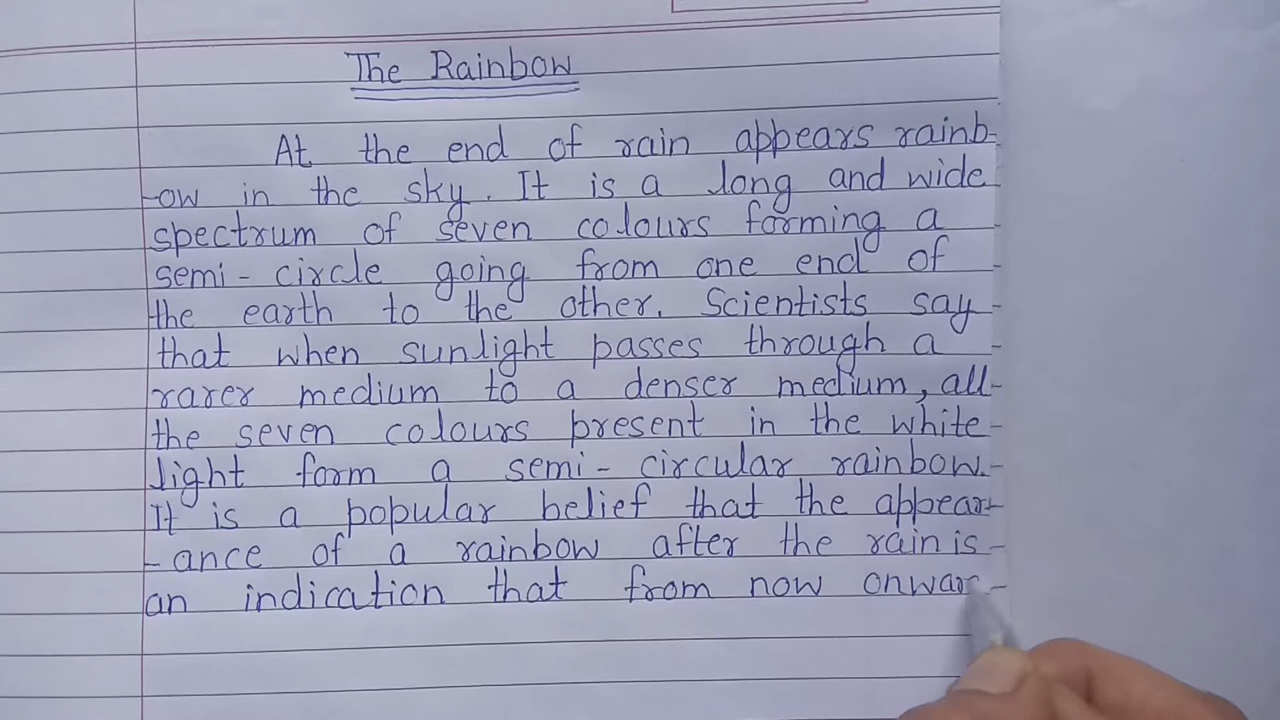 The Rainbow
At the end of rain appears rainb-
-ow in the sky. It is a long and wide
spectrum of seven colours forming a
semi-circle going from one end of
the earth to the other. Scientists say
that when sunlight passes through a
rarer medium to a denser medium, all
the seven colours present in the white
light form a semi-circular rainbow.
It is a popular belief that the appear-
-ance of a rainbow after the rain is
an indication that from now onwar